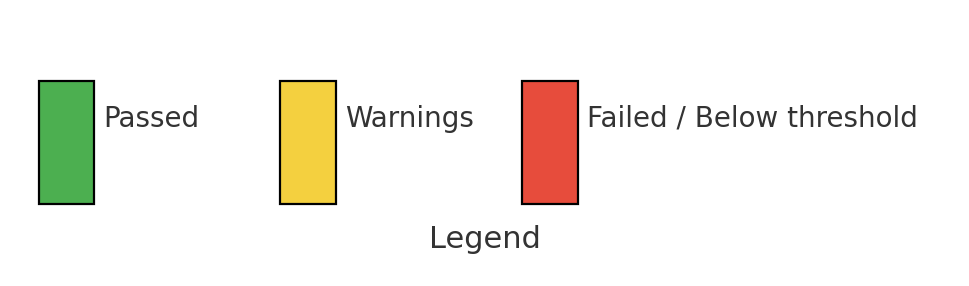 Passed
Warnings
Failed / Below threshold
Legend